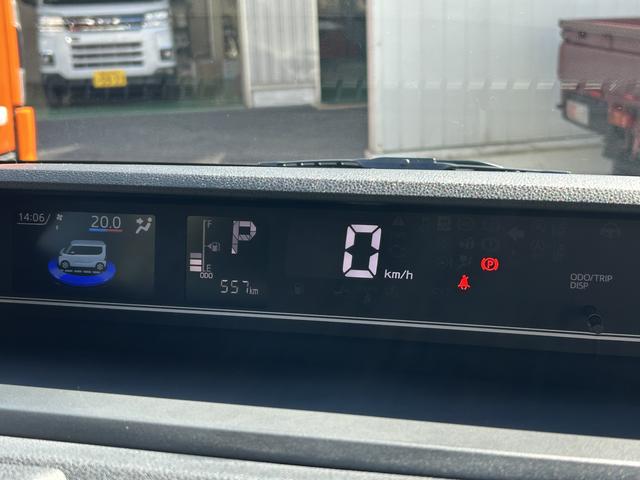 14:06
20.0
F
E
ODO
557km
P
0
km/h
P
ODO/TRIP
DISP